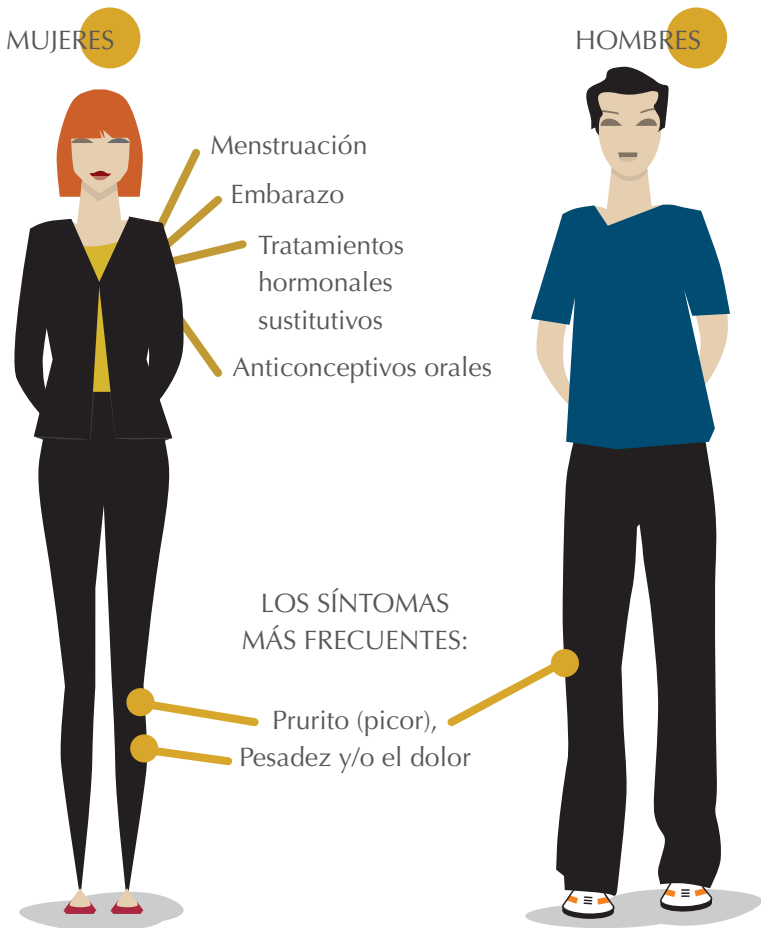 MUJERES
HOMBRES
Menstruación
Embarazo
Tratamientos
hormonales
sustitutivos
Anticonceptivos orales
LOS SÍNTOMAS
MÁS FRECUENTES:
Prurito (picor),
Pesadez y/o el dolor